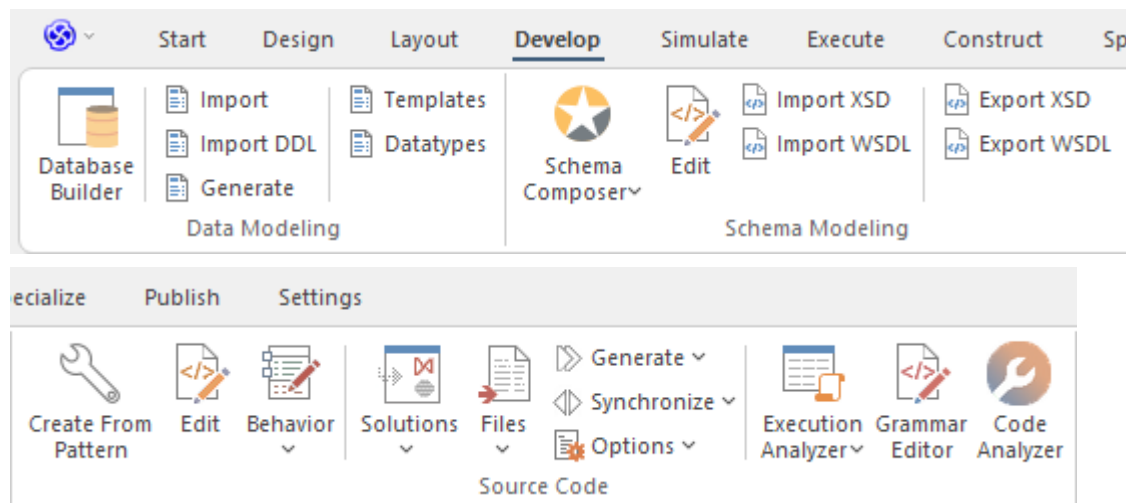 Start Design Layout Develop Simulate Execute Construct Sp
Import Templates Import XSD Export XSD
Import DDL Datatypes Import WSDL Export WSDL
Database Builder Generate Schema Composer Edit
Data Modeling Schema Modeling
ecialize Publish Settings
Generate
Synchronize
Options
Create From Pattern Edit Behavior Solutions Files Execution Analyzer Grammar Editor Code Analyzer
Source Code